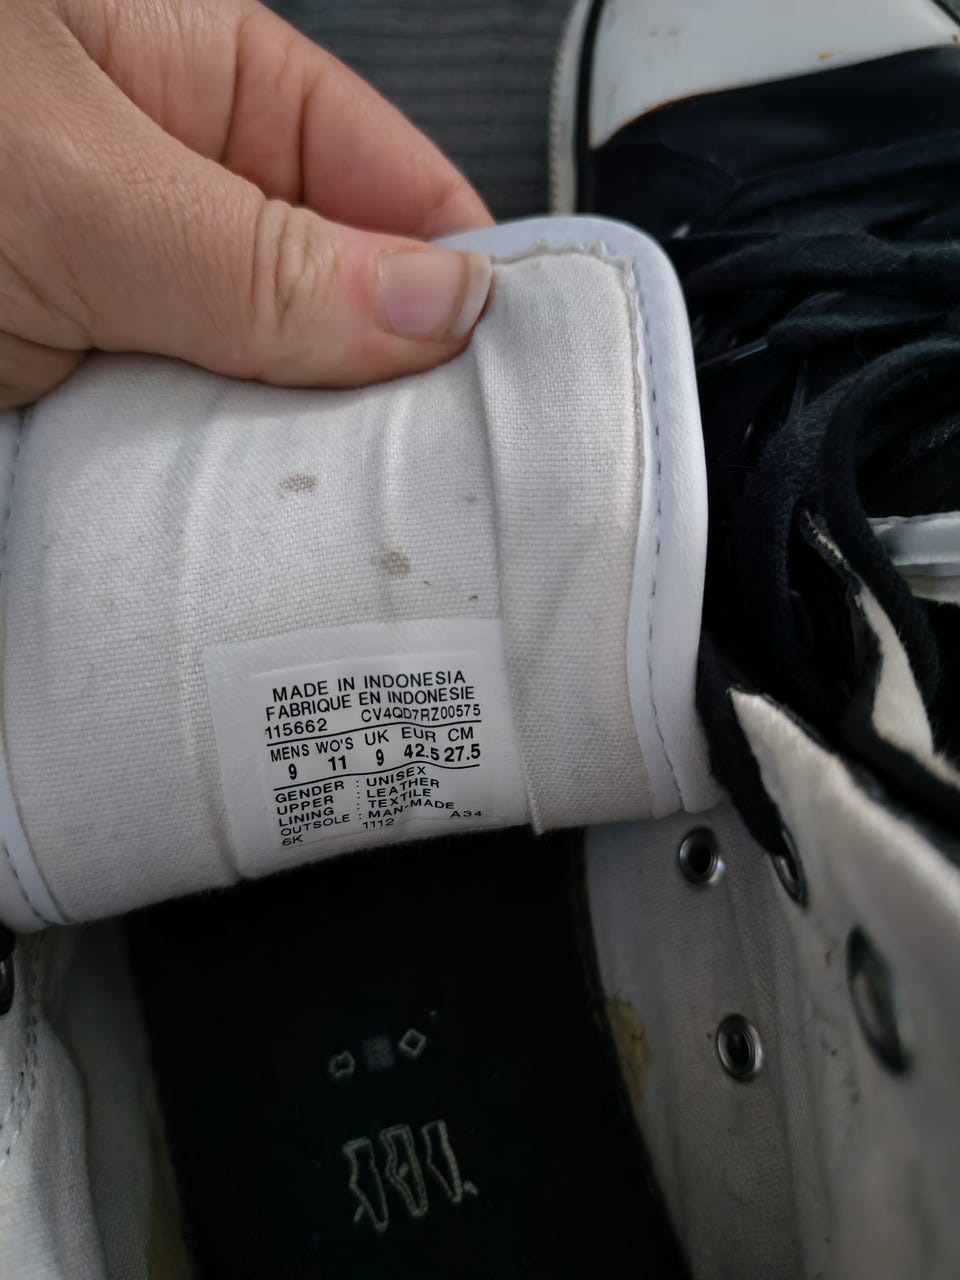 MADE IN INDONESIA
FABRIQUE EN INDONESIE
115662 CV4QD7RZ00575
MENS WO'S UK EUR CM
9 11 9 42.5 27.5
GENDER : UNISEX
UPPER : LEATHER
LINING : TEXTILE
OUTSOLE : MAN-MADE
6K 1112 A34